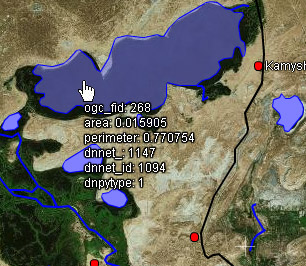 Kamysh
ogc_fid: 268
area: 0.015905
perimeter: 0.770754
dnnet_: 1147
dnnet_id: 1094
dnpytype: 1